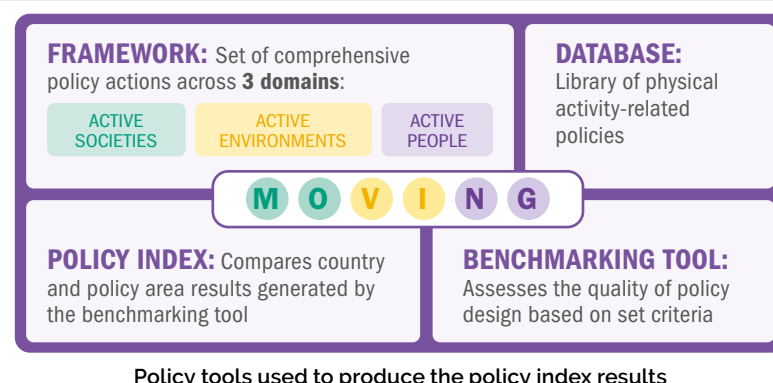 FRAMEWORK: Set of comprehensive
policy actions across 3 domains:
ACTIVE
SOCIETIES
ACTIVE
ENVIRONMENTS
ACTIVE
PEOPLE
DATABASE:
Library of physical
activity-related
policies
MOVING
POLICY INDEX: Compares country
and policy area results generated by
the benchmarking tool
BENCHMARKING TOOL:
Assesses the quality of policy
design based on set criteria
Policy tools used to produce the policy index results